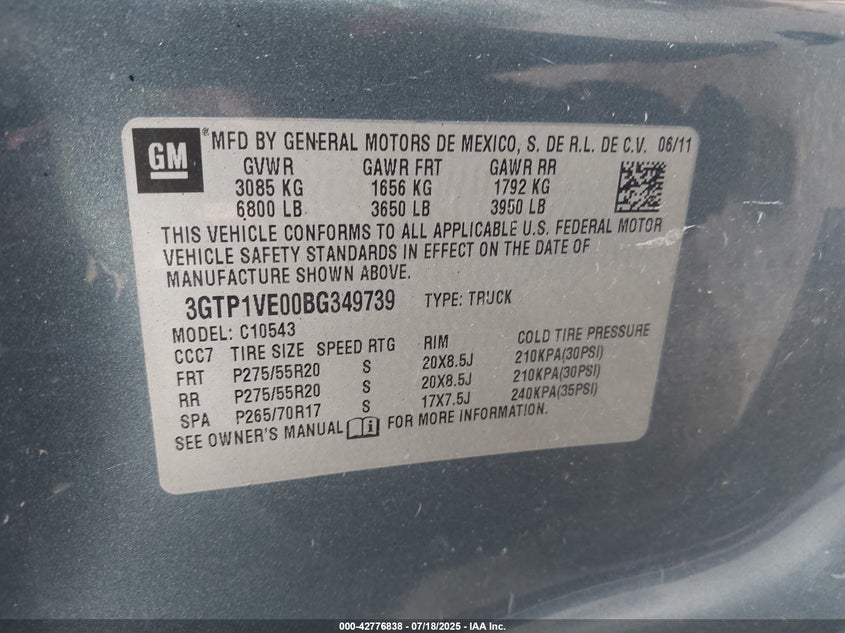 GM
® MFD BY GENERAL MOTORS DE MEXICO, S. DE R.L. DE C.V. 06/11
GVWR GAWR FRT GAWR RR
3085 KG 1656 KG 1792 KG
6800 LB 3650 LB 3950 LB
THIS VEHICLE CONFORMS TO ALL APPLICABLE U.S. FEDERAL MOTOR
VEHICLE SAFETY STANDARDS IN EFFECT ON THE DATE OF
MANUFACTURE SHOWN ABOVE.
3GTP1VE00BG349739 TYPE: TRUCK
MODEL: C10543
CCC7 TIRE SIZE SPEED RTG RIM COLD TIRE PRESSURE
FRT P275/55R20 S 20X8.5J 210KPA(30PSI)
RR P275/55R20 S 20X8.5J 210KPA(30PSI)
SPA P265/70R17 S 17X7.5J 240KPA(35PSI)
SEE OWNER'S MANUAL i FOR MORE INFORMATION.
000-42776838 | 07/18/2025 - IAA Inc.